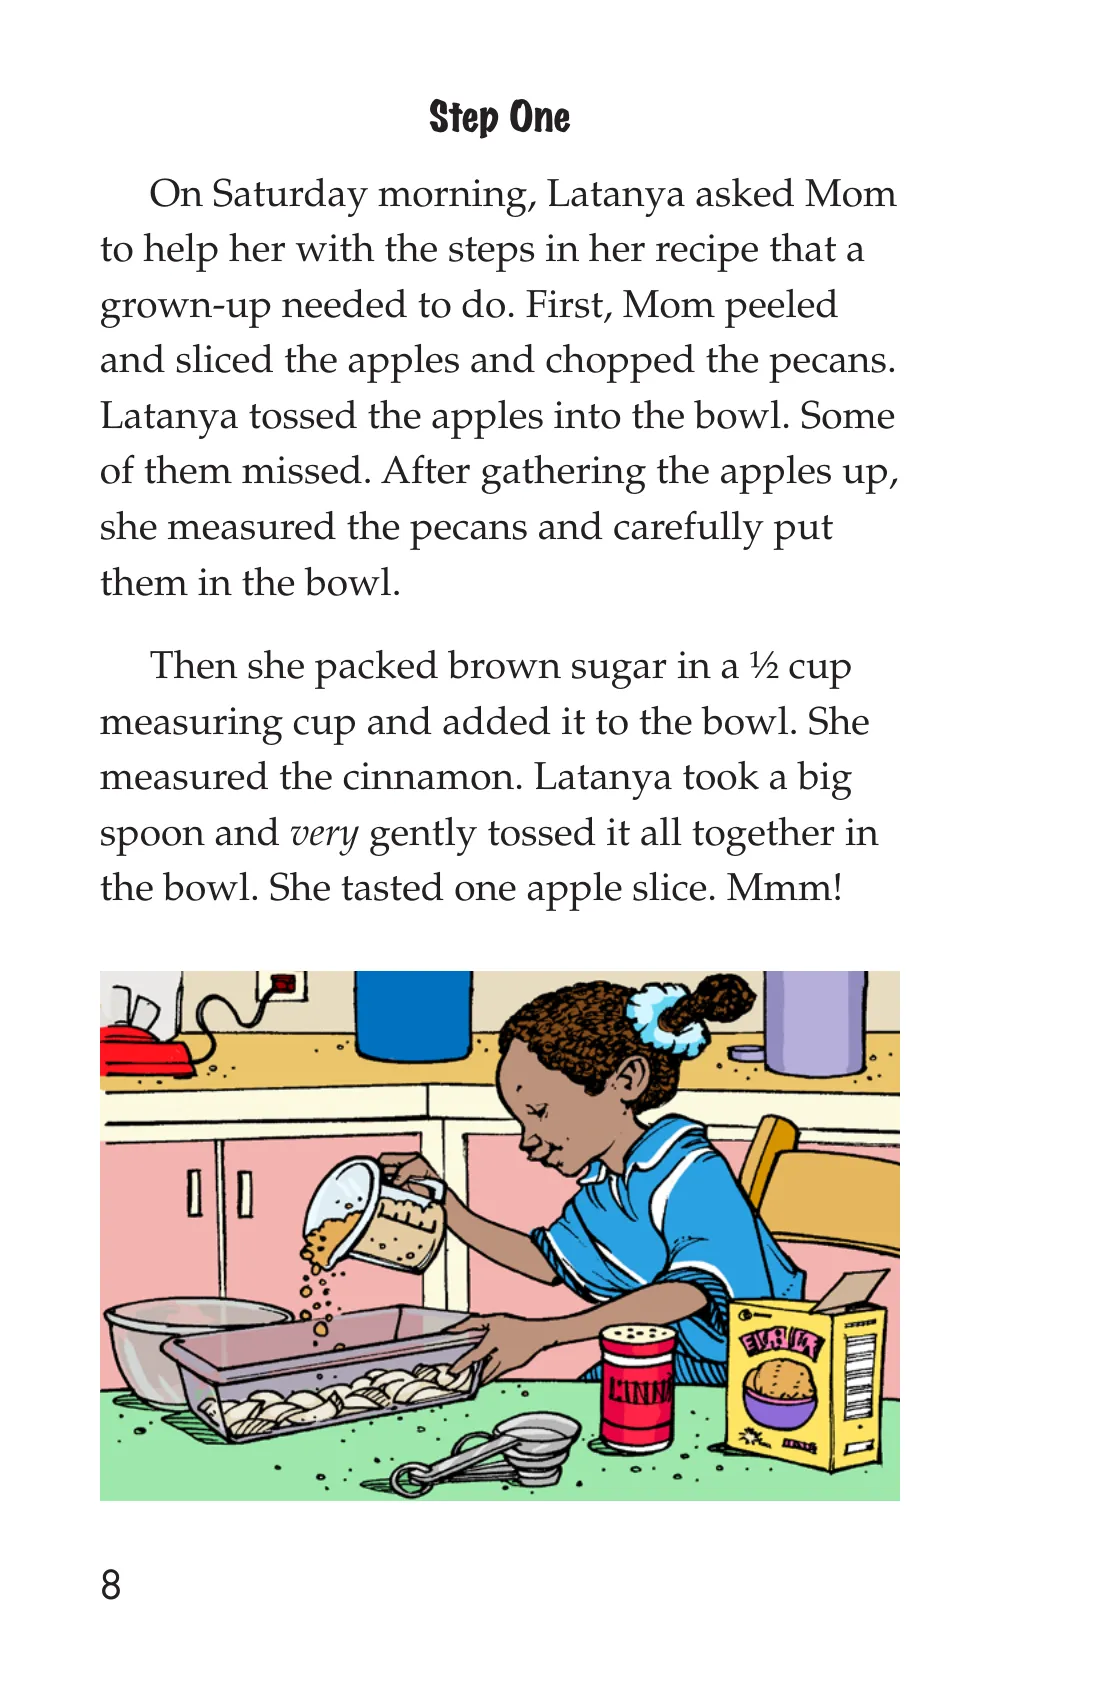 Step One
On Saturday morning, Latanya asked Mom
to help her with the steps in her recipe that a
grown-up needed to do. First, Mom peeled
and sliced the apples and chopped the pecans.
Latanya tossed the apples into the bowl. Some
of them missed. After gathering the apples up,
she measured the pecans and carefully put
them in the bowl.
Then she packed brown sugar in a ½ cup
measuring cup and added it to the bowl. She
measured the cinnamon. Latanya took a big
spoon and very gently tossed it all together in
the bowl. She tasted one apple slice. Mmm!
CINN
8